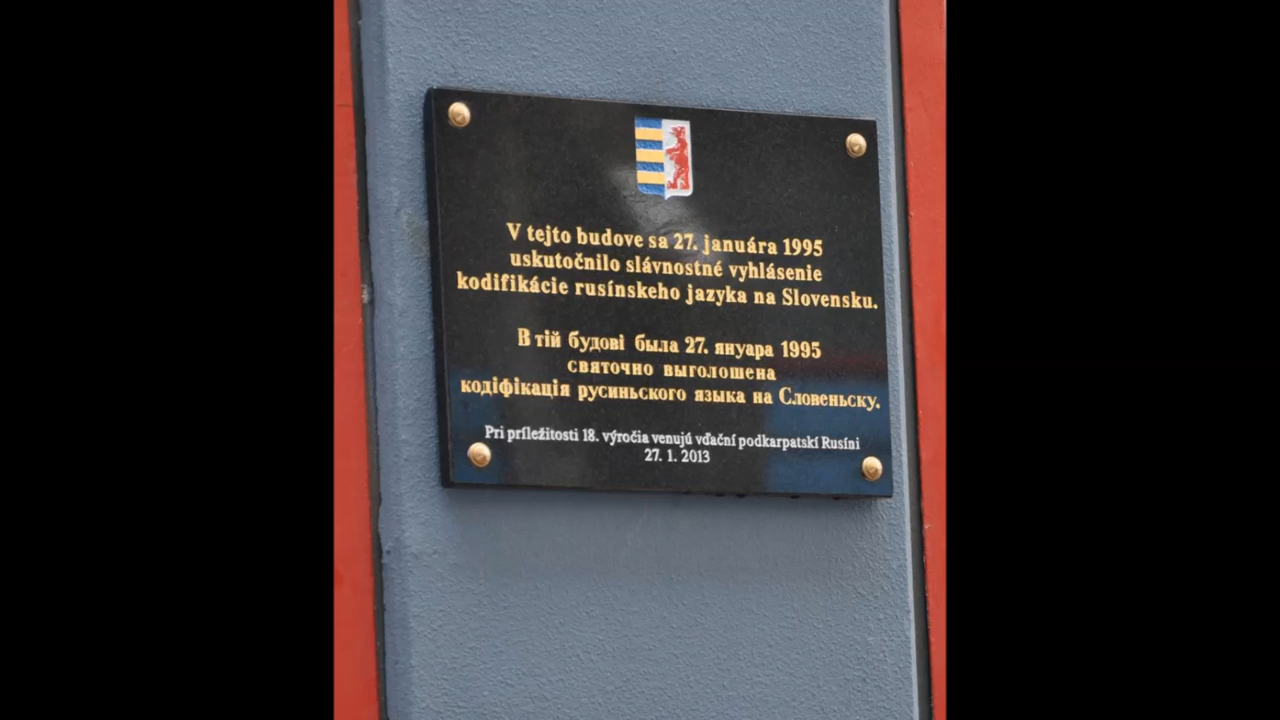 V tejto budove sa 27. januára 1995
uskutočnilo slávnostné vyhlásenie
kodifikácie rusínskeho jazyka na Slovensku.
В тій будові была 27. януара 1995
святочно выголошена
кодіфікація русиньского языка на Словеньску.
Pri príležitosti 18. výročia venujú vďační podkarpatskí Rusíni
27. 1. 2013